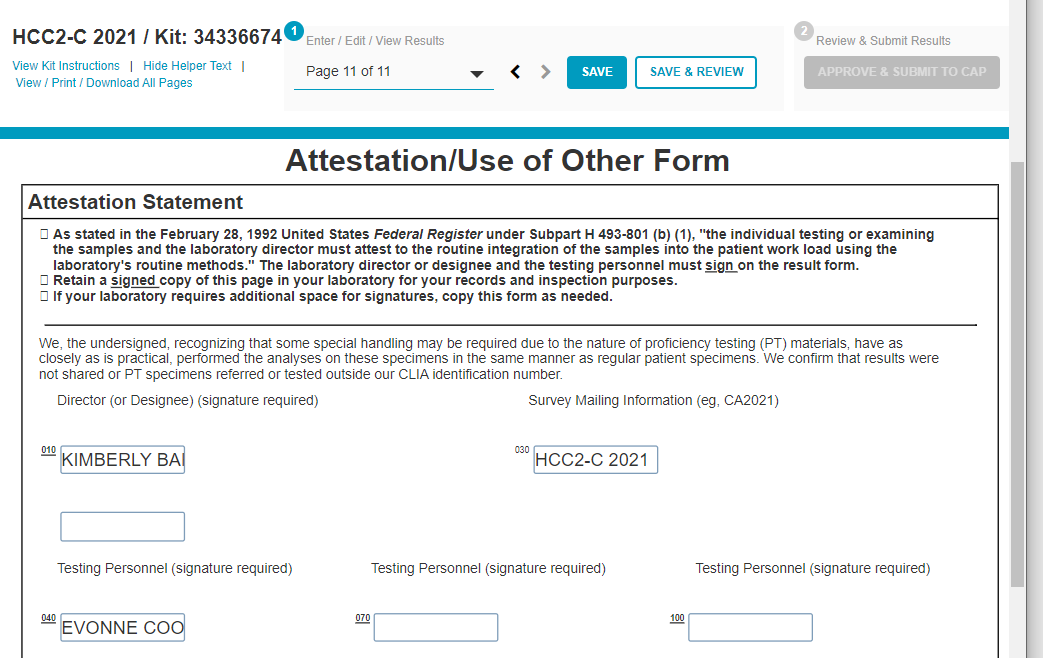 HCC2-C 2021 / Kit: 34336674
View Kit Instructions | Hide Helper Text |
View / Print / Download All Pages
1 Enter / Edit / View Results
Page 11 of 11
SAVE
SAVE & REVIEW
2 Review & Submit Results
APPROVE & SUBMIT TO CAP
Attestation/Use of Other Form
Attestation Statement
As stated in the February 28, 1992 United States Federal Register under Subpart H 493-801 (b) (1), "the individual testing or examining
the samples and the laboratory director must attest to the routine integration of the samples into the patient work load using the
laboratory's routine methods." The laboratory director or designee and the testing personnel must sign on the result form.
Retain a signed copy of this page in your laboratory for your records and inspection purposes.
If your laboratory requires additional space for signatures, copy this form as needed.
We, the undersigned, recognizing that some special handling may be required due to the nature of proficiency testing (PT) materials, have as
closely as is practical, performed the analyses on these specimens in the same manner as regular patient specimens. We confirm that results were
not shared or PT specimens referred or tested outside our CLIA identification number.
Director (or Designee) (signature required)
Survey Mailing Information (eg, CA2021)
010 KIMBERLY BAI
030 HCC2-C 2021
Testing Personnel (signature required)
Testing Personnel (signature required)
Testing Personnel (signature required)
040 EVONNE COO
070
100